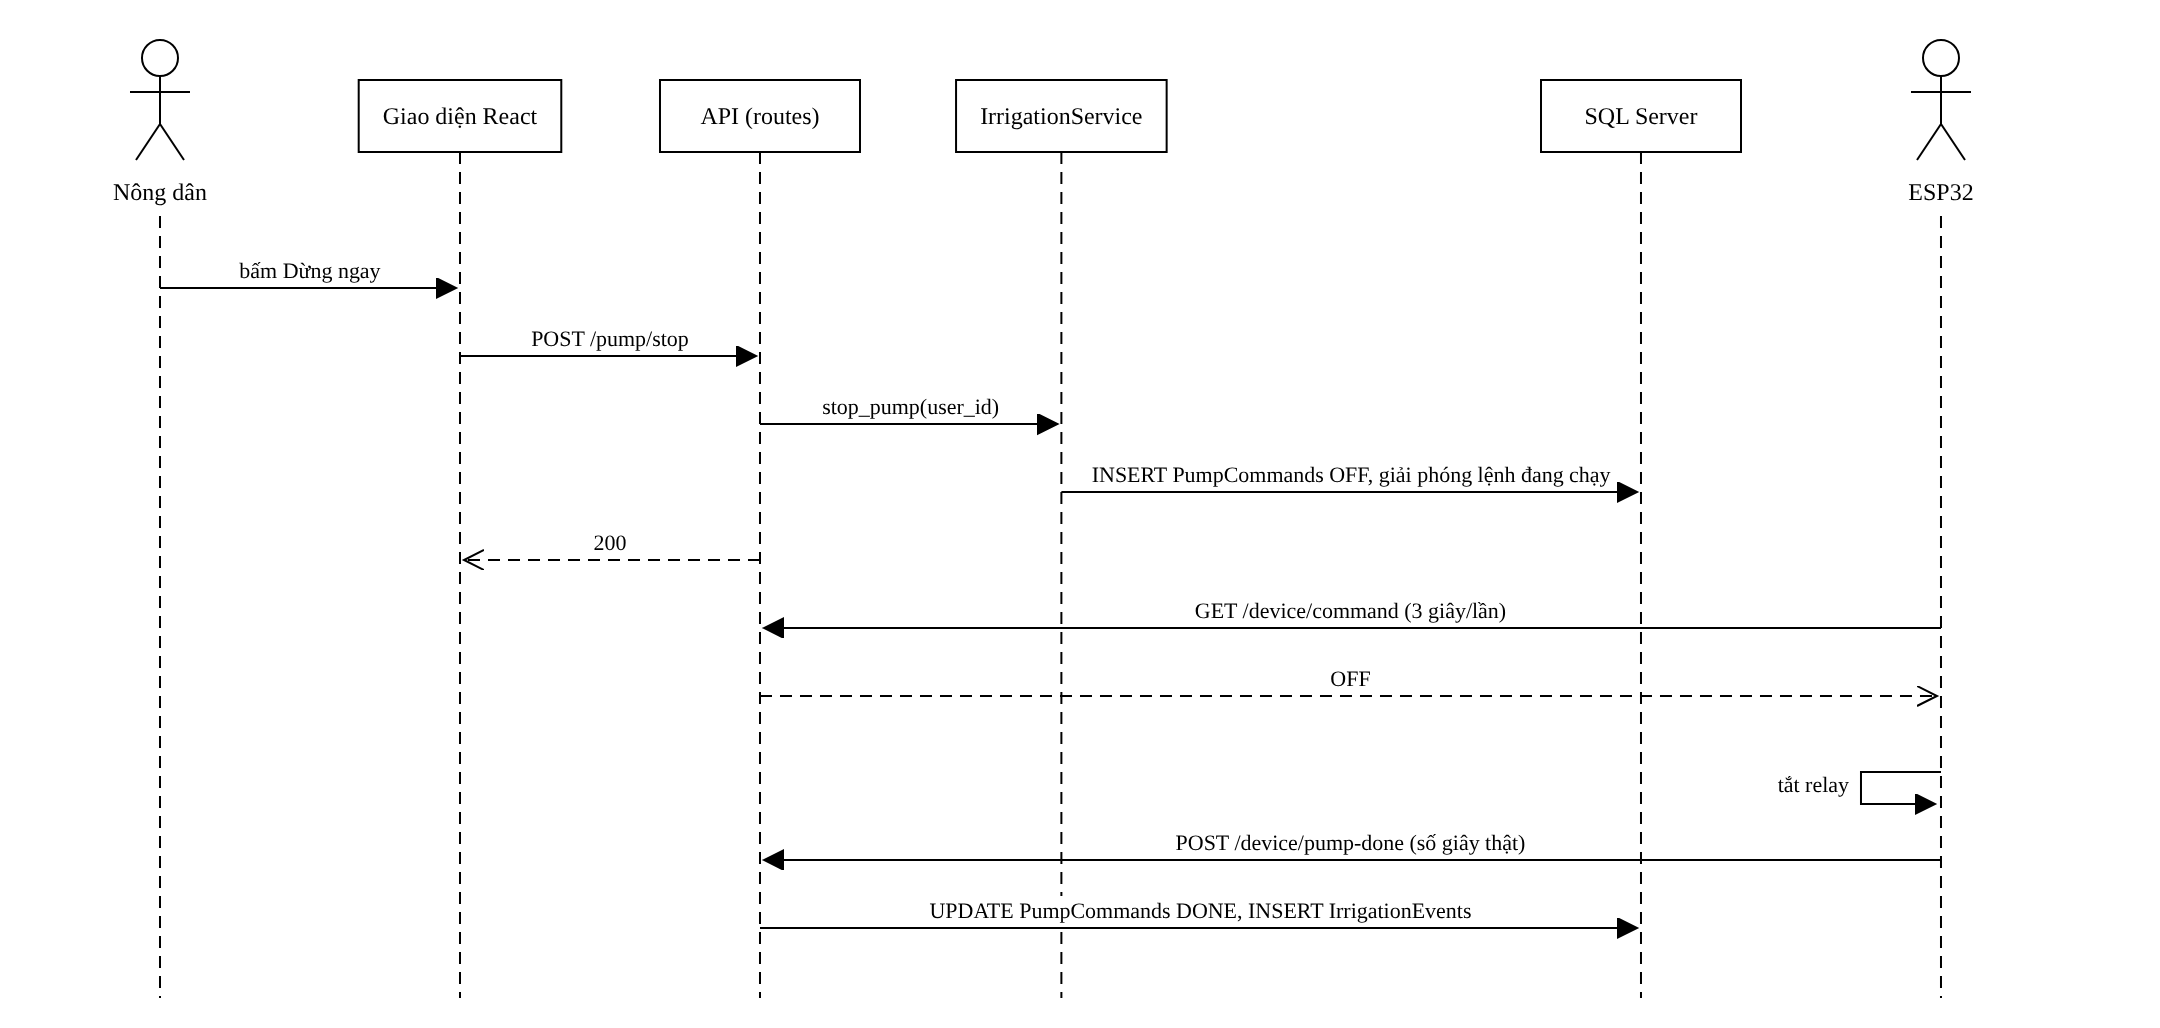 Giao diện React
API (routes)
IrrigationService
SQL Server
Nông dân
ESP32
bấm Dừng ngay
POST /pump/stop
stop_pump(user_id)
INSERT PumpCommands OFF, giải phóng lệnh đang chạy
200
GET /device/command (3 giây/lần)
OFF
tắt relay
POST /device/pump-done (số giây thật)
UPDATE PumpCommands DONE, INSERT IrrigationEvents